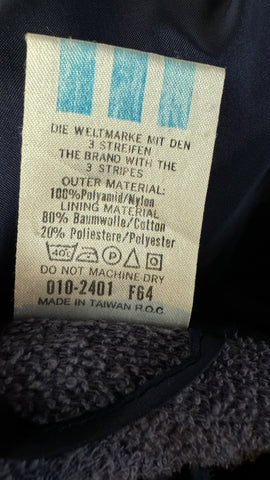 DIE WELTMARKE MIT DEN
3 STREIFEN
THE BRAND WITH THE
3 STRIPES
OUTER MATERIAL:
100%Polyamid/Nylon
LINING MATERIAL
80% Baumwolle/Cotton
20% Poliestere/Polyester
40° P
DO NOT MACHINE-DRY
010-2401 F64
MADE IN TAIWAN R.O.C.